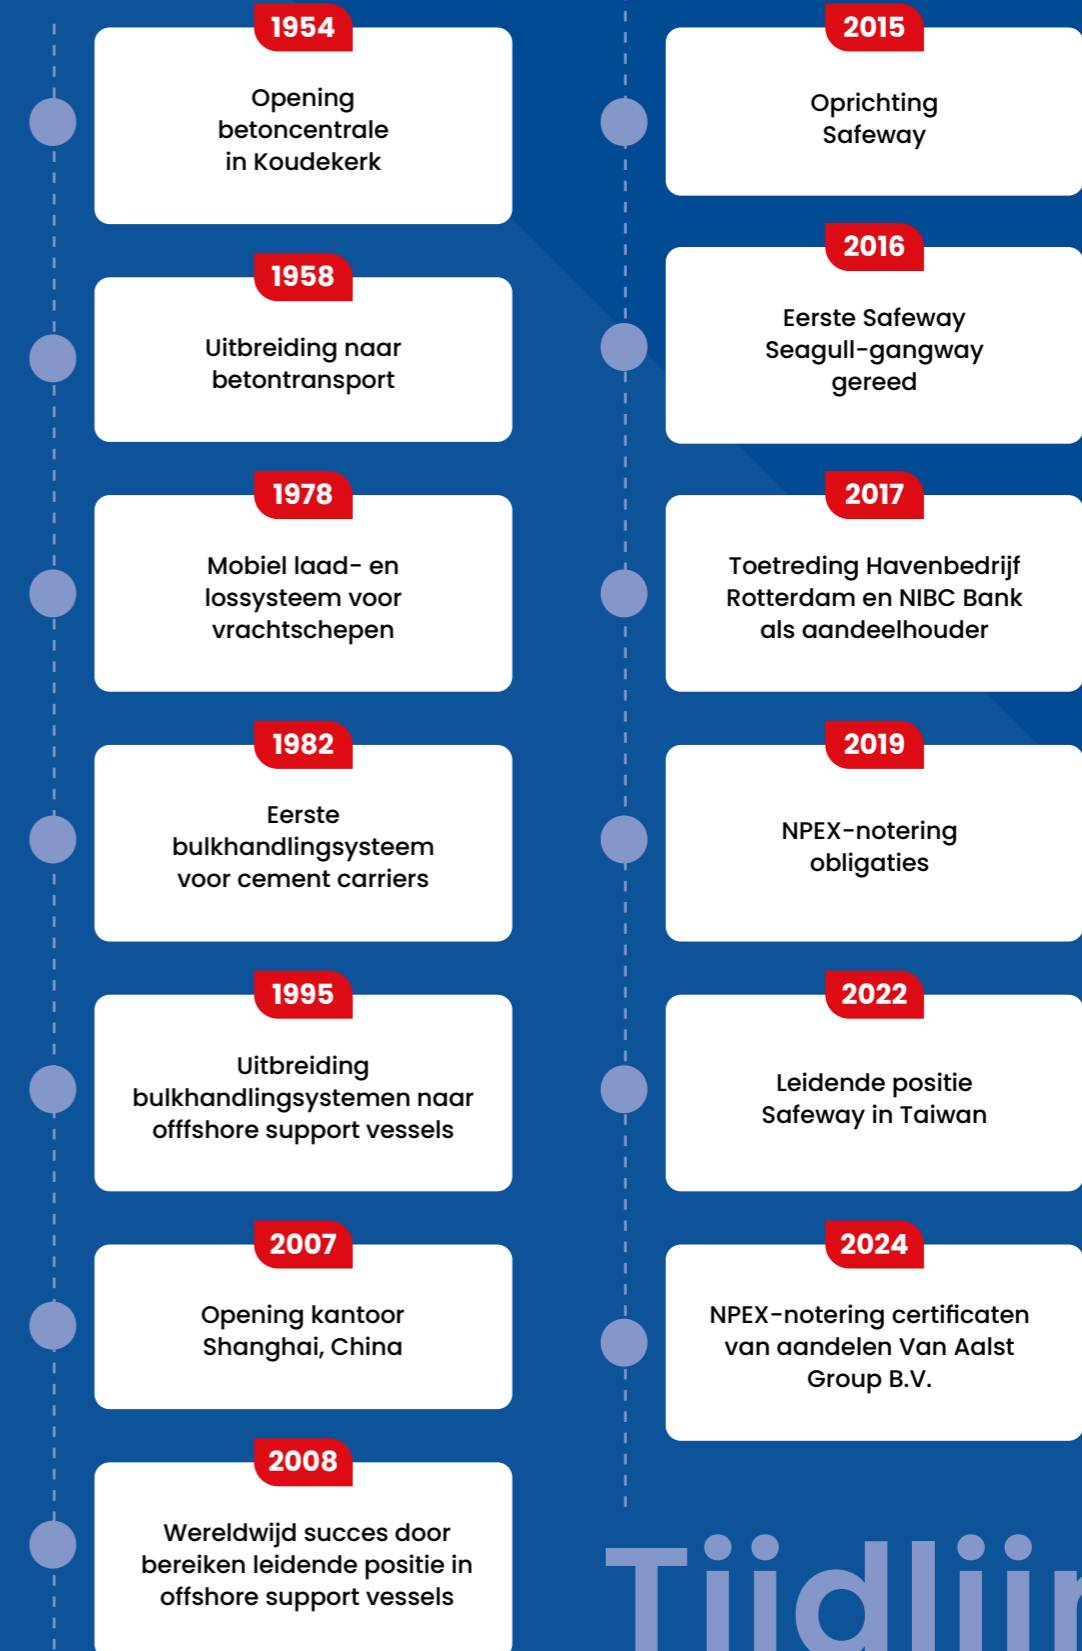 1954
Opening
betoncentrale
in Koudekerk
1958
Uitbreiding naar
betontransport
1978
Mobiel laad- en
lossysteem voor
vrachtschepen
1982
Eerste
bulkhandlingsysteem
voor cement carriers
1995
Uitbreiding
bulkhandlingsystemen naar
offfshore support vessels
2007
Opening kantoor
Shanghai, China
2008
Wereldwijd succes door
bereiken leidende positie in
offshore support vessels
2015
Oprichting
Safeway
2016
Eerste Safeway
Seagull-gangway
gereed
2017
Toetreding Havenbedrijf
Rotterdam en NIBC Bank
als aandeelhouder
2019
NPEX-notering
obligaties
2022
Leidende positie
Safeway in Taiwan
2024
NPEX-notering certificaten
van aandelen Van Aalst
Group B.V.
Tijdlijn